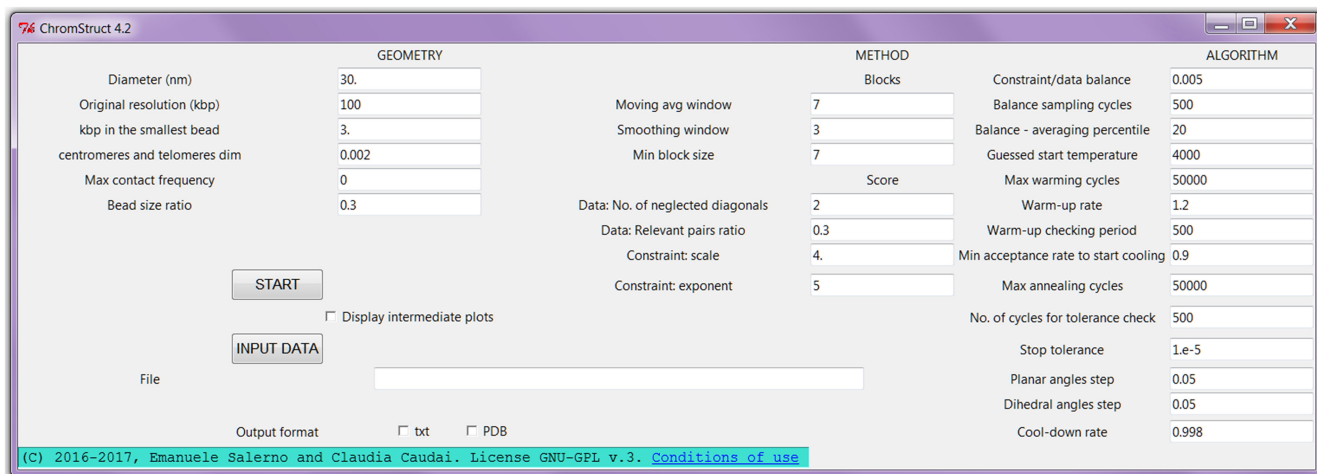 ChromStruct 4.2
GEOMETRY METHOD ALGORITHM
Diameter (nm) 30. Blocks Constraint/data balance 0.005
Original resolution (kbp) 100 Moving avg window 7 Balance sampling cycles 500
kbp in the smallest bead 3. Smoothing window 3 Balance - averaging percentile 20
centromeres and telomeres dim 0.002 Min block size 7 Guessed start temperature 4000
Max contact frequency 0 Score Max warming cycles 50000
Bead size ratio 0.3 Data: No. of neglected diagonals 2 Warm-up rate 1.2
Data: Relevant pairs ratio 0.3 Warm-up checking period 500
Constraint: scale 4. Min acceptance rate to start cooling 0.9
START Constraint: exponent 5 Max annealing cycles 50000
Display intermediate plots No. of cycles for tolerance check 500
INPUT DATA Stop tolerance 1.e-5
File Planar angles step 0.05
Dihedral angles step 0.05
Output format txt PDB Cool-down rate 0.998
(C) 2016-2017, Emanuele Salerno and Claudia Caudai. License GNU-GPL v.3. Conditions of use